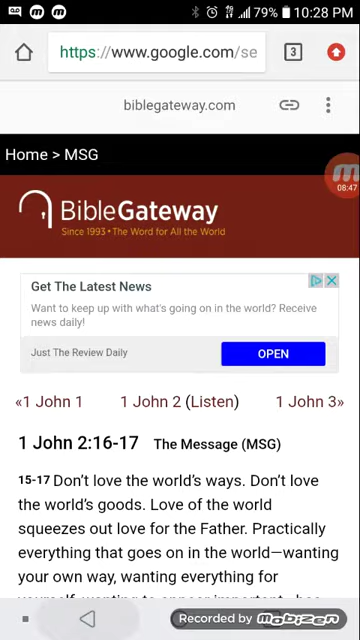 79% 10:28 PM
https://www.google.com/se
3
biblegateway.com
Home > MSG
08:47
BibleGateway
Since 1993 • The Word for All the World
Get The Latest News
Want to keep up with what's going on in the world? Receive
news daily!
Just The Review Daily
OPEN
«1 John 1 1 John 2 (Listen) 1 John 3»
1 John 2:16-17 The Message (MSG)
15-17 Don't love the world's ways. Don't love
the world's goods. Love of the world
squeezes out love for the Father. Practically
everything that goes on in the world—wanting
your own way, wanting everything for
Recorded by mobizen